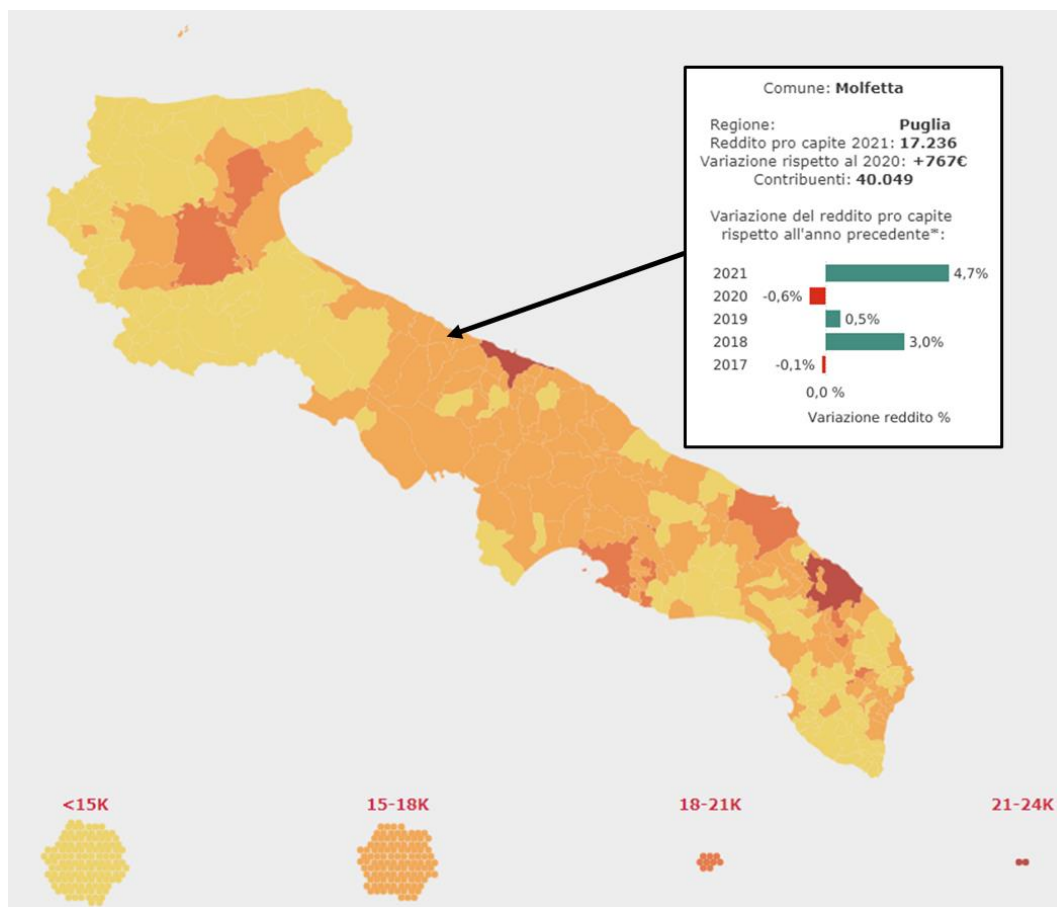 Comune: Molfetta
Regione: Puglia
Reddito pro capite 2021: 17.236
Variazione rispetto al 2020: +767€
Contribuenti: 40.049
Variazione del reddito pro capite
rispetto all'anno precedente*:
2021 4,7%
2020 -0,6%
2019 0,5%
2018 3,0%
2017 -0,1%
0,0 %
Variazione reddito %
<15K 15-18K 18-21K 21-24K